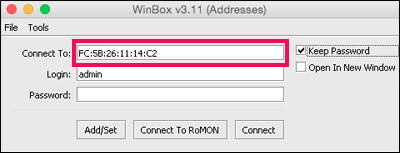 WinBox v3.11 (Addresses)
File Tools
Connect To: FC:5B:26:11:14:C2
Keep Password
Login: admin
Open In New Window
Password:
Add/Set Connect To RoMON Connect